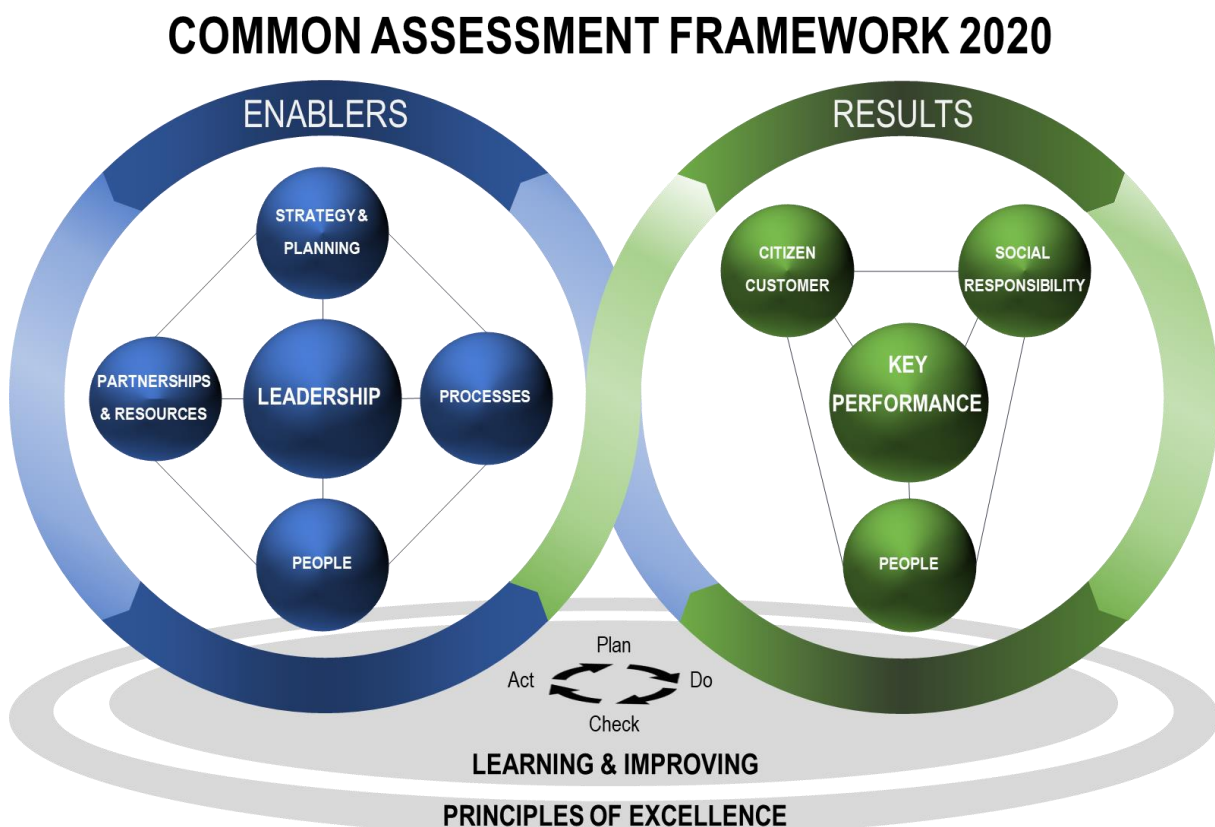 COMMON ASSESSMENT FRAMEWORK 2020
ENABLERS
STRATEGY &
PLANNING
PARTNERSHIPS
& RESOURCES
LEADERSHIP
PROCESSES
PEOPLE
RESULTS
CITIZEN
CUSTOMER
SOCIAL
RESPONSIBILITY
KEY
PERFORMANCE
PEOPLE
Plan
Act
Do
Check
LEARNING & IMPROVING
PRINCIPLES OF EXCELLENCE